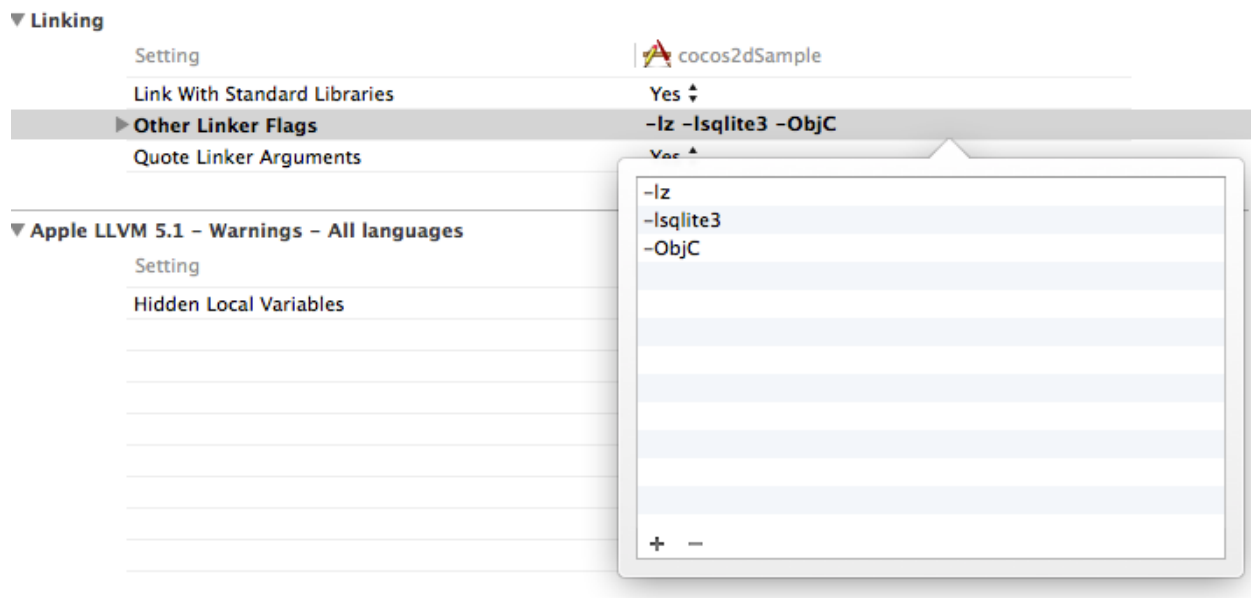 Linking
Setting cocos2dSample
Link With Standard Libraries Yes
Other Linker Flags -lz -lsqlite3 -ObjC
Quote Linker Arguments Yes
-lz
-lsqlite3
Apple LLVM 5.1 - Warnings - All languages
-ObjC
Setting
Hidden Local Variables
+ −